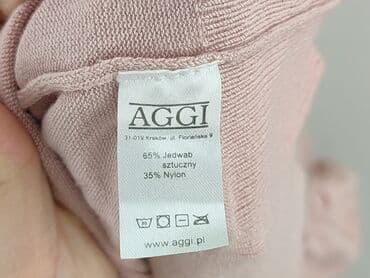 AGGI
31-019 Kraków, ul. Floriańska 9
65% Jedwab
sztuczny
35% Nylon
www.aggi.pl